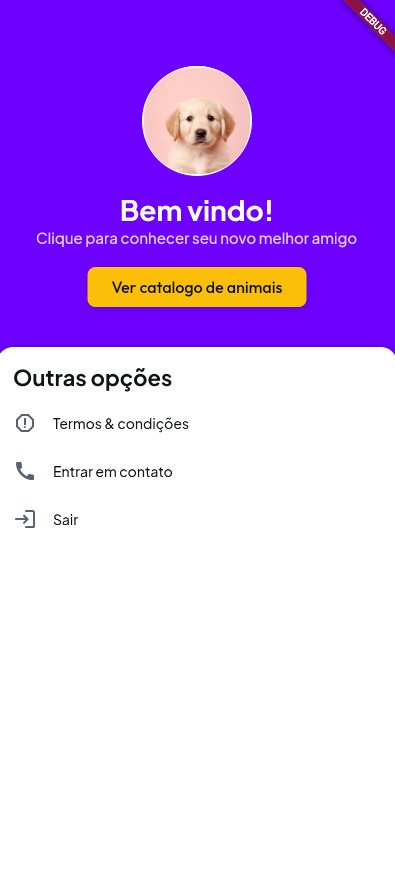 DEBUG
Bem vindo!
Clique para conhecer seu novo melhor amigo
Ver catalogo de animais
Outras opções
Termos & condições
Entrar em contato
Sair